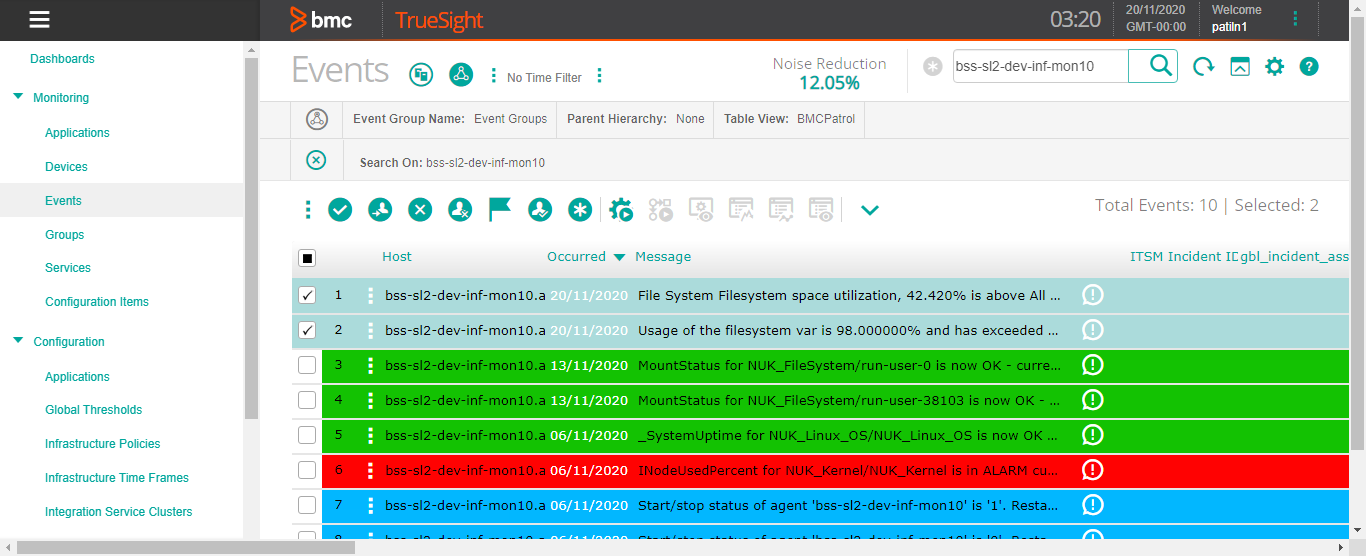 bmc TrueSight 03:20 20/11/2020 GMT-00:00 Welcome patiln1
Dashboards
Monitoring
Applications
Devices
Events
Groups
Services
Configuration Items
Configuration
Applications
Global Thresholds
Infrastructure Policies
Infrastructure Time Frames
Integration Service Clusters
Events No Time Filter Noise Reduction 12.05% bss-sl2-dev-inf-mon10
Event Group Name: Event Groups Parent Hierarchy: None Table View: BMCPatrol
Search On: bss-sl2-dev-inf-mon10
Total Events: 10 | Selected: 2
Host Occurred Message ITSM Incident ID gbl_incident_ass
1 bss-sl2-dev-inf-mon10.a 20/11/2020 File System Filesystem space utilization, 42.420% is above All ...
2 bss-sl2-dev-inf-mon10.a 20/11/2020 Usage of the filesystem var is 98.000000% and has exceeded ...
3 bss-sl2-dev-inf-mon10.a 13/11/2020 MountStatus for NUK_FileSystem/run-user-0 is now OK - curre...
4 bss-sl2-dev-inf-mon10.a 13/11/2020 MountStatus for NUK_FileSystem/run-user-38103 is now OK - ...
5 bss-sl2-dev-inf-mon10.a 06/11/2020 _SystemUptime for NUK_Linux_OS/NUK_Linux_OS is now OK ...
6 bss-sl2-dev-inf-mon10.a 06/11/2020 INodeUsedPercent for NUK_Kernel/NUK_Kernel is in ALARM cu...
7 bss-sl2-dev-inf-mon10.a 06/11/2020 Start/stop status of agent 'bss-sl2-dev-inf-mon10' is '1'. Resta...